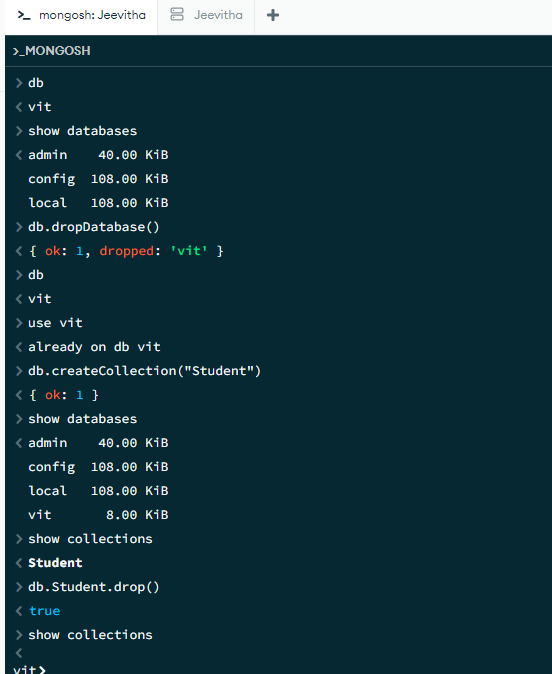 >_ mongosh: Jeevitha Jeevitha +
>_MONGOSH
> db
< vit
> show databases
< admin 40.00 KiB
config 108.00 KiB
local 108.00 KiB
> db.dropDatabase()
< { ok: 1, dropped: 'vit' }
> db
< vit
> use vit
< already on db vit
> db.createCollection("Student")
< { ok: 1 }
> show databases
< admin 40.00 KiB
config 108.00 KiB
local 108.00 KiB
vit 8.00 KiB
> show collections
< Student
> db.Student.drop()
< true
> show collections
<
vit>